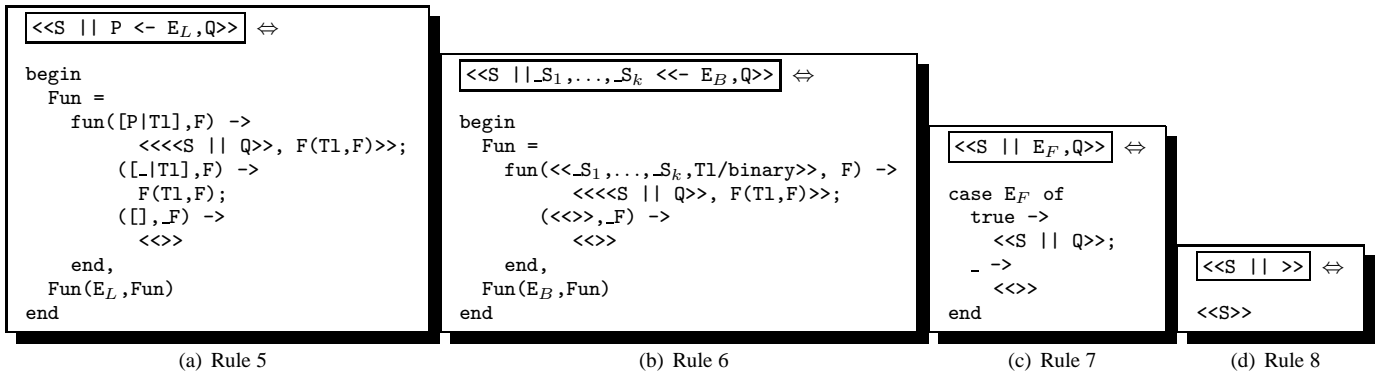 <<S || P <- E_L,Q>> ⇔
begin
  Fun =
    fun([P|Tl],F) ->
          <<<<S || Q>>, F(Tl,F)>>;
        ([_|Tl],F) ->
          F(Tl,F);
        ([],_F) ->
          <<>>
    end,
  Fun(E_L,Fun)
end
(a) Rule 5
<<S ||_S_1,...,_S_k <<- E_B,Q>> ⇔
begin
  Fun =
    fun(<<_S_1,...,_S_k,Tl/binary>>, F) ->
          <<<<S || Q>>, F(Tl,F)>>;
       (<<>>,_F) ->
          <<>>
    end,
  Fun(E_B,Fun)
end
(b) Rule 6
<<S || E_F,Q>> ⇔
case E_F of
  true ->
    <<S || Q>>;
  _ ->
    <<>>
end
(c) Rule 7
<<S || >> ⇔
<<S>>
(d) Rule 8